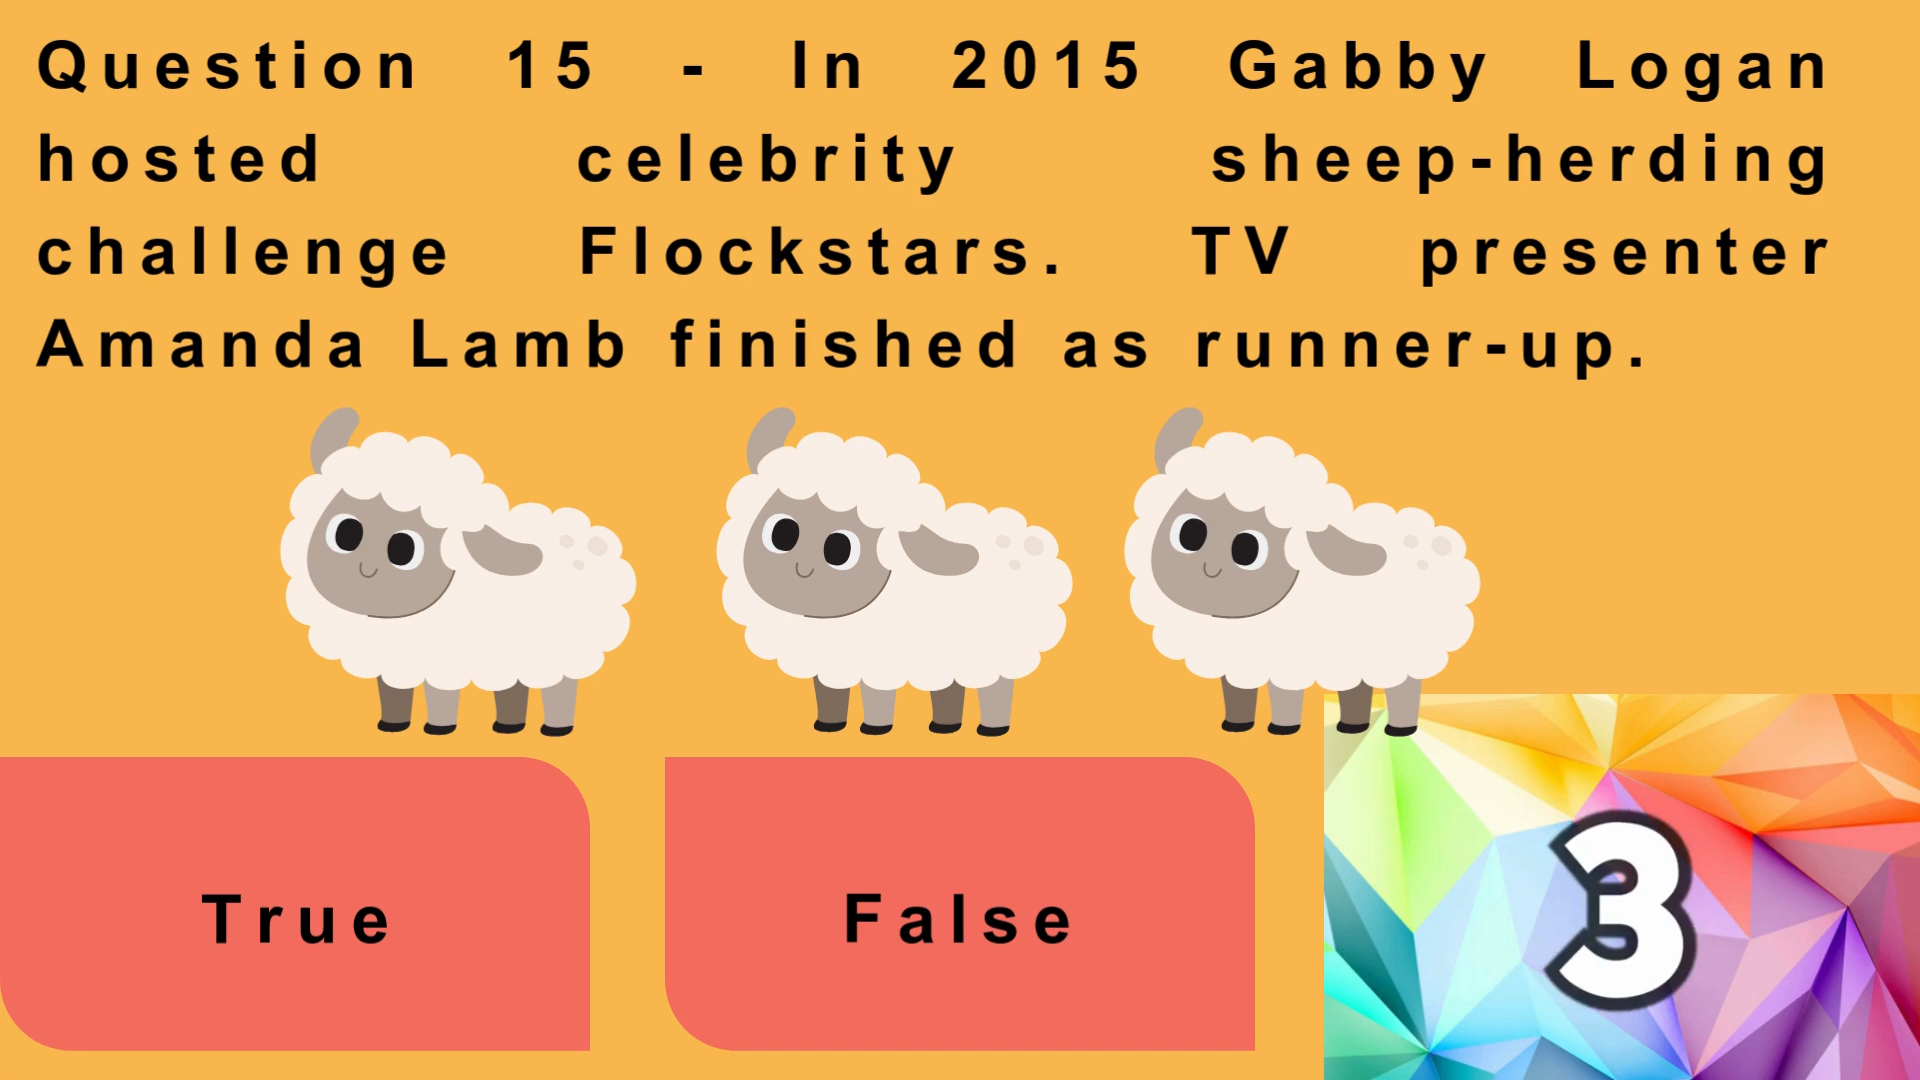 Question 15 - In 2015 Gabby Logan
hosted celebrity sheep-herding
challenge Flockstars. TV presenter
Amanda Lamb finished as runner-up.
True
False
3